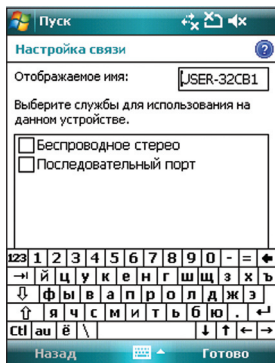 Пуск
Настройка связи
Отображаемое имя: USER-32CB1
Выберите службы для использования на
данном устройстве.
Беспроводное стерео
Последовательный порт
123 1 2 3 4 5 6 7 8 9 0 - =
й ц у к е н г ш щ з х ъ
ф ы в а п р о л д ж э
я ч с м и т ь б ю .
Ctl аu ё \
Назад Готово